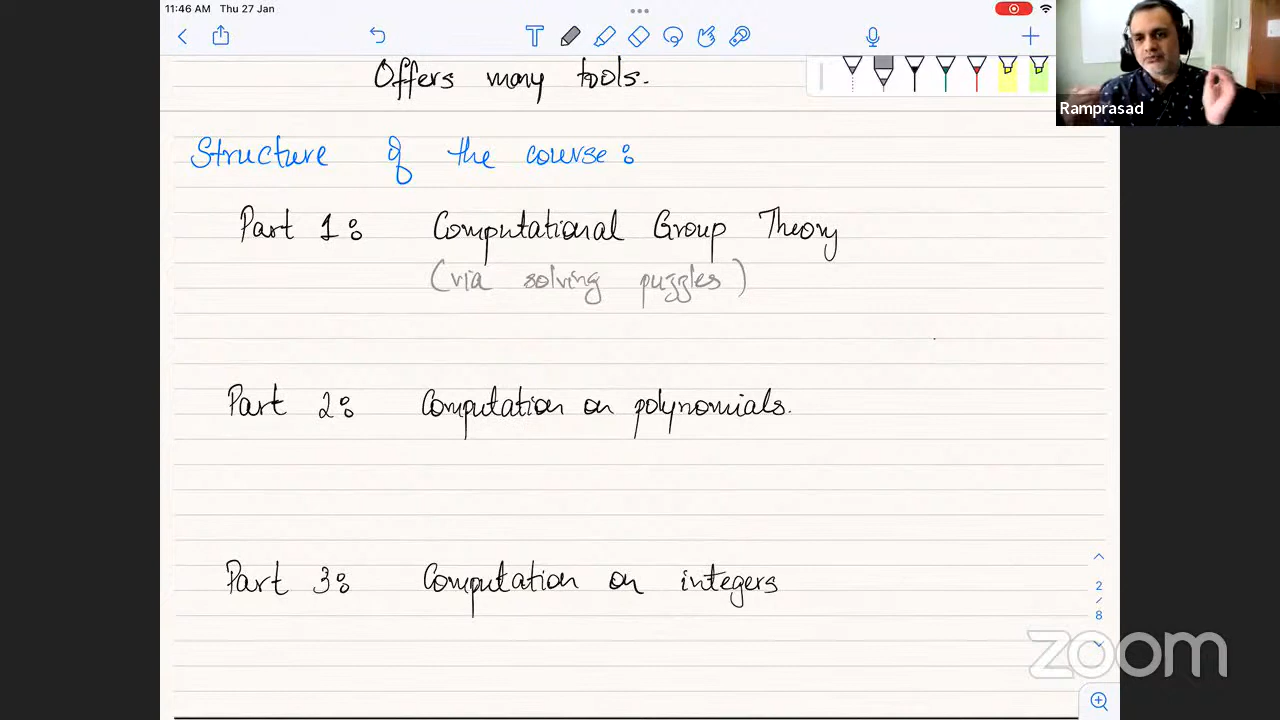 11:46 AM Thu 27 Jan
Ramprasad
Offers many tools.
Structure of the course:
Part 1: Computational Group Theory
(via solving puzzles)
Part 2: Computation on polynomials.
Part 3: Computation on integers
2
/
8
zoom